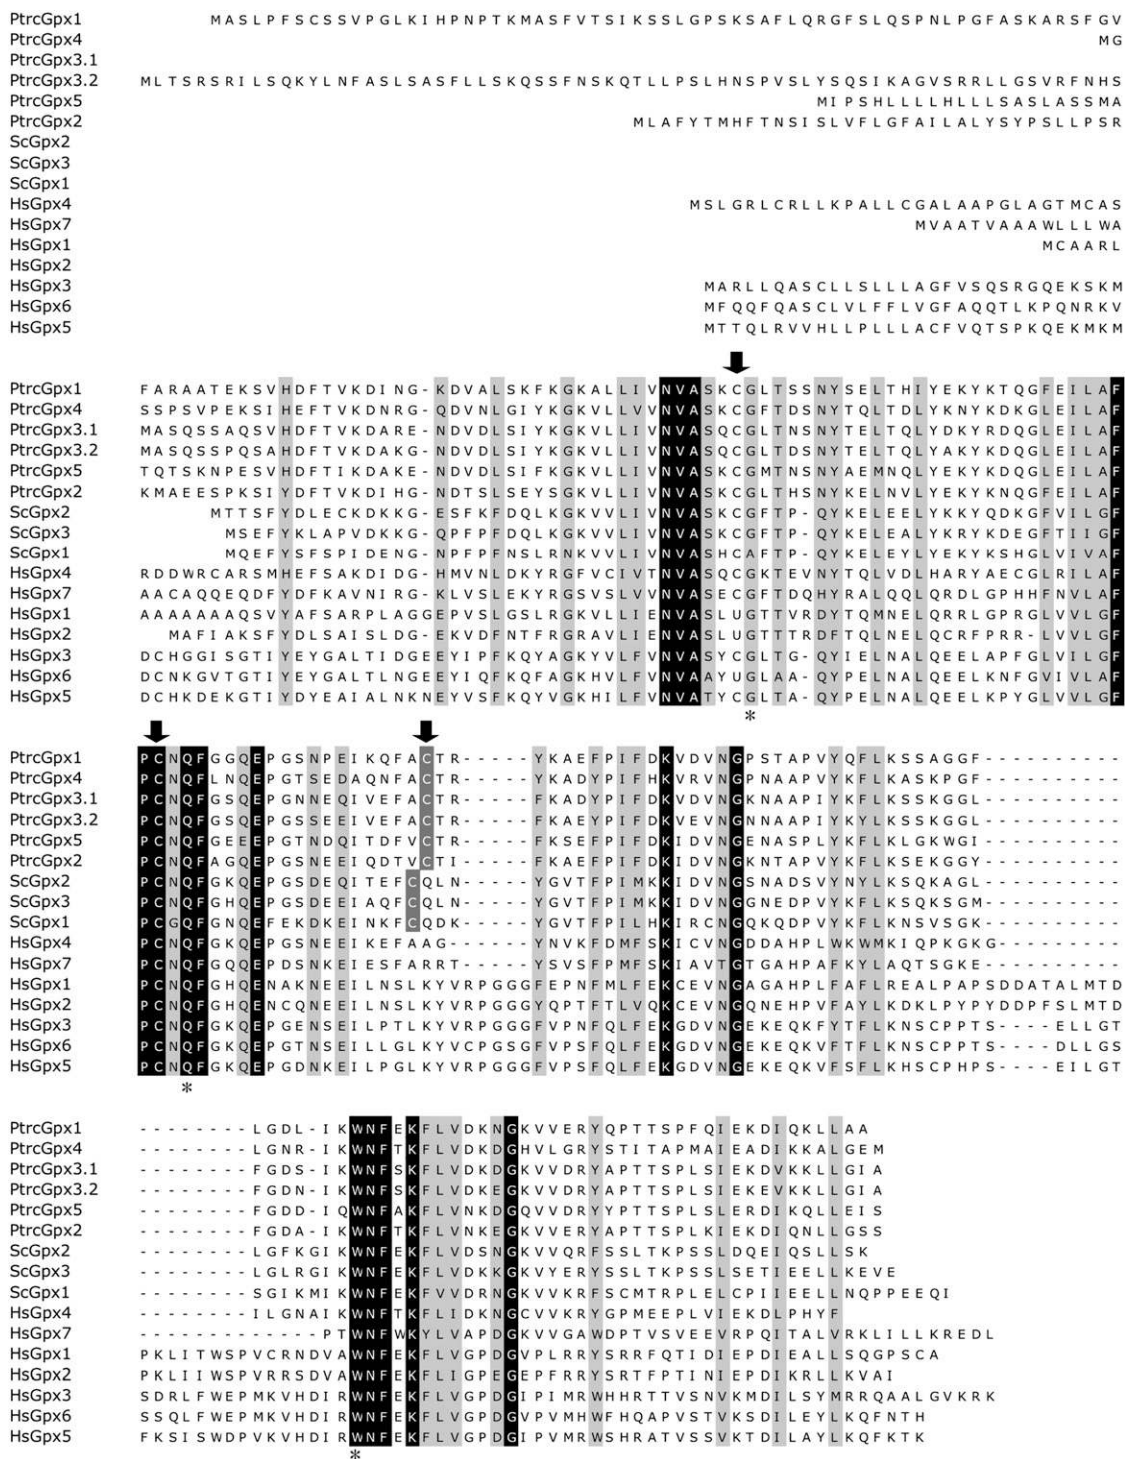 PtrcGpx1 MASLPFSCSSVPGLKIHPNPTKMASFVTSIKSSLGPSKSAFLQRGFSLQSPNLPGFASKARSFGV
PtrcGpx4 MG
PtrcGpx3.1
PtrcGpx3.2 MLTSRSRILSQKYLNFASLSASFLLSKQSSFNSKQTLLPSLHNSPVSLYSQSIKAGVSRRLLGSVRFNHS
PtrcGpx5 MIPSHLLLLHLLLSASLASSMA
PtrcGpx2 MLAFYTMHFTNSISLVFLGFAILALYSYPSLLPSR
ScGpx2
ScGpx3
ScGpx1
HsGpx4 MSLGRLCRLLKPALLCGALAAPGLAGTMCAS
HsGpx7 MVAATVAAAWLLLWA
HsGpx1 MCAARL
HsGpx2
HsGpx3 MARLLQASCLLSLLLAGFVSQSRGQEKSKM
HsGpx6 MFQQFQASCLVLFFLVGFAQQTLKPQNRKV
HsGpx5 MTTQLRVVHLLPLLLACFVQTSPKQEKMKM
PtrcGpx1 FARAATEKSVHDFTVKDING-KDVALSKFKGKALLIVNVASKCGLTSSNYSELTHIYEKYKTQGFEILAF
PtrcGpx4 SSPSVPEKSIHEFTVKDNRG-QDVNLGIYKGKVLLVVNVASKCGFTDSNYTQLTDLYKNYKDKGLEILAF
PtrcGpx3.1 MASQSSAQSVHDFTVKDARE-NDVDLSIYKGKVLLIVNVASQCGLTNSNYTELTQLYDKYRDQGLEILAF
PtrcGpx3.2 MASQSSPQSAHDFTVKDAKG-NDVDLSIYKGKVLLIVNVASQCGLTDSNYTELTQLYAKYKDQGLEILAF
PtrcGpx5 TQTSKNPESVHDFTIKDAKE-NDVDLSIFKGKVLLIVNVASKCGMTNSNYAEMNQLYEKYKDQGLEILAF
PtrcGpx2 KMAEESPKSIYDFTVKDIHG-NDTSLSEYSGKVLLIVNVASKCGLTHSNYKELNVLYEKYKNQGFEILAF
ScGpx2 MTTSFYDLECKDKKG-ESFKFDQLKGKVVLIVNVASKCGFTP-QYKELEELYKKYQDKGFVILGF
ScGpx3 MSEFYKLAPVDKKG-QPFPFDQLKGKVVLIVNVASKCGFTP-QYKELEALYKRYKDEGFTIIGF
ScGpx1 MQEFYSFSPIDENG-NPFPFNSLRNKVVLIVNVASHCAFTP-QYKELEYLYEKYKSHGLVIVAF
HsGpx4 RDDWRCARSMHEFSAKDIDG-HMVNLDKYRGFVCIVTNVASQCGKTEVNYTQLVDLHARYAECGLRILAF
HsGpx7 AACAQQEQDFYDFKAVNIRG-KLVSLEKYRGSVSLVVNVASECGFTDQHYRALQQLQRDLGPHHFNVLAF
HsGpx1 AAAAAAAQSVYAFSARPLAGGEPVSLGSLRGKVLLIENVASLUGTTVRDYTQMNELQRRLGPRGLVVLGF
HsGpx2 MAFIAKSFYDLSAISLDG-EKVDFNTFRGRAVLIENVASLUGTTTRDFTQLNELQCRFPRR-LVVLGF
HsGpx3 DCHGGISGTIYEYGALTIDGEEYIPFKQYAGKYVLFVNVASYCGLTG-QYIELNALQEELAPFGLVILGF
HsGpx6 DCNKGVTGTIYEYGALTLNGEEYIQFKQFAGKHVLFVNVAAYUGLAA-QYPELNALQEELKNFGVIVLAF
HsGpx5 DCHKDEKGTIYDYEAIALNKNEYVSFKQYVGKHILFVNVATYCGLTA-QYPELNALQEELKPYGLVVLGF
*
PtrcGpx1 PCNQFGGQEPGSNPEIKQFACTR-----YKAEFPIFDKVDVNGPSTAPVYQFLKSSAGGF----------
PtrcGpx4 PCNQFLNQEPGTSEDAQNFACTR-----YKAEYPIFHKVRVNGPNTAPVYKFLKASKPGG----------
PtrcGpx3.1 PCNQFGSQEPGNNEQIVEFACTR-----FKADYPIFDKVDVNGKNAAPIYKFLKSSKGGL----------
PtrcGpx3.2 PCNQFGSQEPGSSEEIVEFACTR-----FKSEYPIFDKVEVNGNNAAPIYKYLKSSKGGL----------
PtrcGpx5 PCNQFGEEEPGTNDQITDFVCTR-----FKSEFPIFDKIDVNGENASPLYKFLKLGKWGI----------
PtrcGpx2 PCNQFAGQEPGSNEEIQDTVCTI-----FKAEFPIFDKIDVNGKNTAPVYKFLKSEKGGY----------
ScGpx2 PCNQFGKQEPGSDEQITEFCQLN-----YGVTFPIMKKIDVNGSNADSVYNYLKSQKAGL----------
ScGpx3 PCNQFGHQEPGSDEEIAQFCQLN-----YGVTFPIMKKIDVNGGNEDPVYKFLKSQKSGM----------
ScGpx1 PCGQFGNQEFEKDKEINKFCQDK-----YGVTFPILHKIRCNGQKQDPVYKFLKNSVSGK----------
HsGpx4 PCNQFGKQEPGSNEEIKEFAAG-----YNVKFDMFSKICVNGDDAHPLWKWMKIQPKGKG---------
HsGpx7 PCNQFGQQEPDSNKEIESFARRT-----YSVSFPMFSKIAVTGTGAHPAFKYLAQTSGKE----------
HsGpx1 PCNQFGHQENAKNEEILNSLKYVRPGGGFEPNFMLFEKCEVNGAGAHPLFAFLREALPAPSDDATALMTD
HsGpx2 PCNQFGHQENCQNEEILNSLKYVRPGGGYQPTFTLVQKCEVNGQNEHPVFAYLKDKLPYPYDDPFSLMTD
HsGpx3 PCNQFGKQEPGENSEILPTLKYVRPGGGFVPNFQLFEKGDVNGEKEQKFYTFLKNSCPPTS----ELLGT
HsGpx6 PCNQFGKQEPGTNSEILLGLKYVCPGSGFVPSFQLFEKGDVNGEKEQKVFTFLKNSCPPTS----DLLGS
HsGpx5 PCNQFGKQEPGDNKEILPGLKYVRPGGGFVPSFQLFEKGDVNGEKEQKVFSFLKHSCPHPS----EILGT
*
PtrcGpx1 --------LGDL-IKWNFEKFLVDKNGKVVERYQPTTSPFQIEKDIQKLLAA
PtrcGpx4 --------LGNR-IKWNFTKFLVDKDGHVLGRYSTITAPMAIEADIKKALGEM
PtrcGpx3.1 --------FGDS-IKWNFSKFLVDKDGKVVDRYAPTTSPLSIEKDVKKLLGIA
PtrcGpx3.2 --------FGDN-IKWNFSKFLVDKEGKVVDRYAPTTSPLSIEKEVKKLLGIA
PtrcGpx5 --------FGDD-IQWNFAKFLVNKDGQVVDRYYPTTSPLSLERDIKQLLEIS
PtrcGpx2 --------FGDA-IKWNFTKFLVNKEGKVVERYAPTTSPLKIEKDIQNLLGSS
ScGpx2 --------LGFKGIKWNFEKFLVDSNGKVVQRFSSLTKPSSLDQEIQSLLSK
ScGpx3 --------LGLRGIKWNFEKFLVDKKGKVYERYSSLTKPSSLSETIEELLKEVE
ScGpx1 --------SGIKMIKWNFEKFVVDRNGKVVKRFSCMTRPLELCPIIEELLNQPPEEQI
HsGpx4 --------ILGNAIKWNFTKFLIDKNGCVVKRYGPMEEPLVIEKDLPHYF
HsGpx7 -------------PTWNFWKYLVAPDGKVVGAWDPTVSVEEVRPQITALVRKLILLKREDL
HsGpx1 PKLITWSPVCRNDVAWNFEKFLVGPDGVPLRRYSRRFQTIDIEPDIEALLSQGPSCA
HsGpx2 PKLIIWSPVRRSDVAWNFEKFLIGPEGEPFRRYSRTFPTINIEPDIKRLLKVAI
HsGpx3 SDRLFWEPMKVHDIRWNFEKFLVGPDGIPIMRWHHRTTVSNVKMDILSYMRRQAALGVKRK
HsGpx6 SSQLFWEPMKVHDIRWNFEKFLVGPDGVPVMHWFHQAPVSTVKSDILEYLKQFNTH
HsGpx5 FKSISWDPVKVHDIRWNFEKFLVGPDGIPVMRWSHRATVSSVKTDILAYLKQFKTK
*